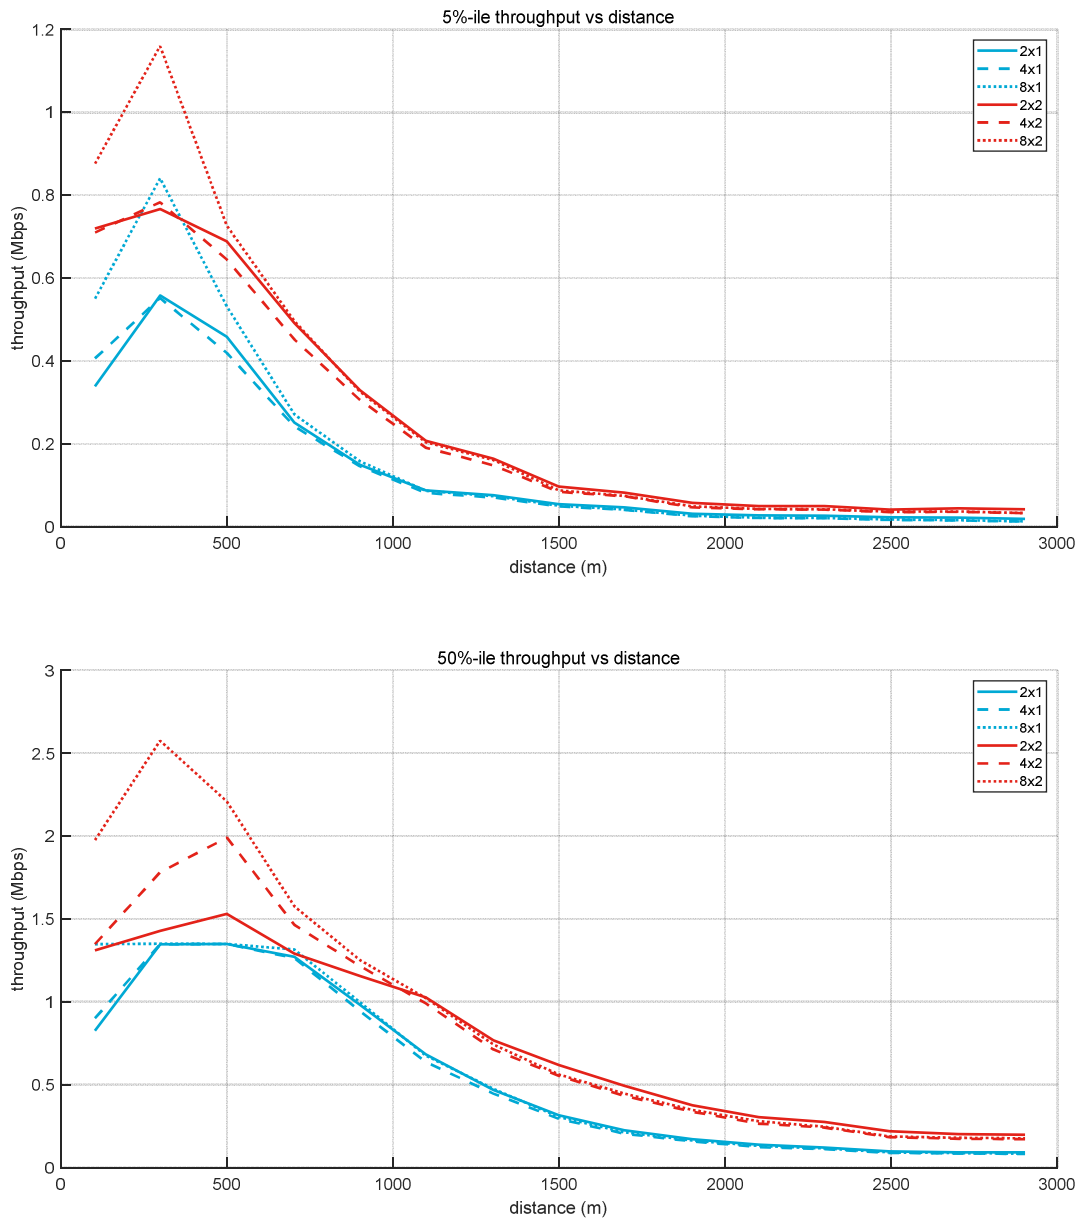 5%-ile throughput vs distance
1.2
1
0.8
0.6
0.4
0.2
0
throughput (Mbps)
2x1
4x1
8x1
2x2
4x2
8x2
0 500 1000 1500 2000 2500 3000
distance (m)
50%-ile throughput vs distance
3
2.5
2
1.5
1
0.5
0
throughput (Mbps)
2x1
4x1
8x1
2x2
4x2
8x2
0 500 1000 1500 2000 2500 3000
distance (m)